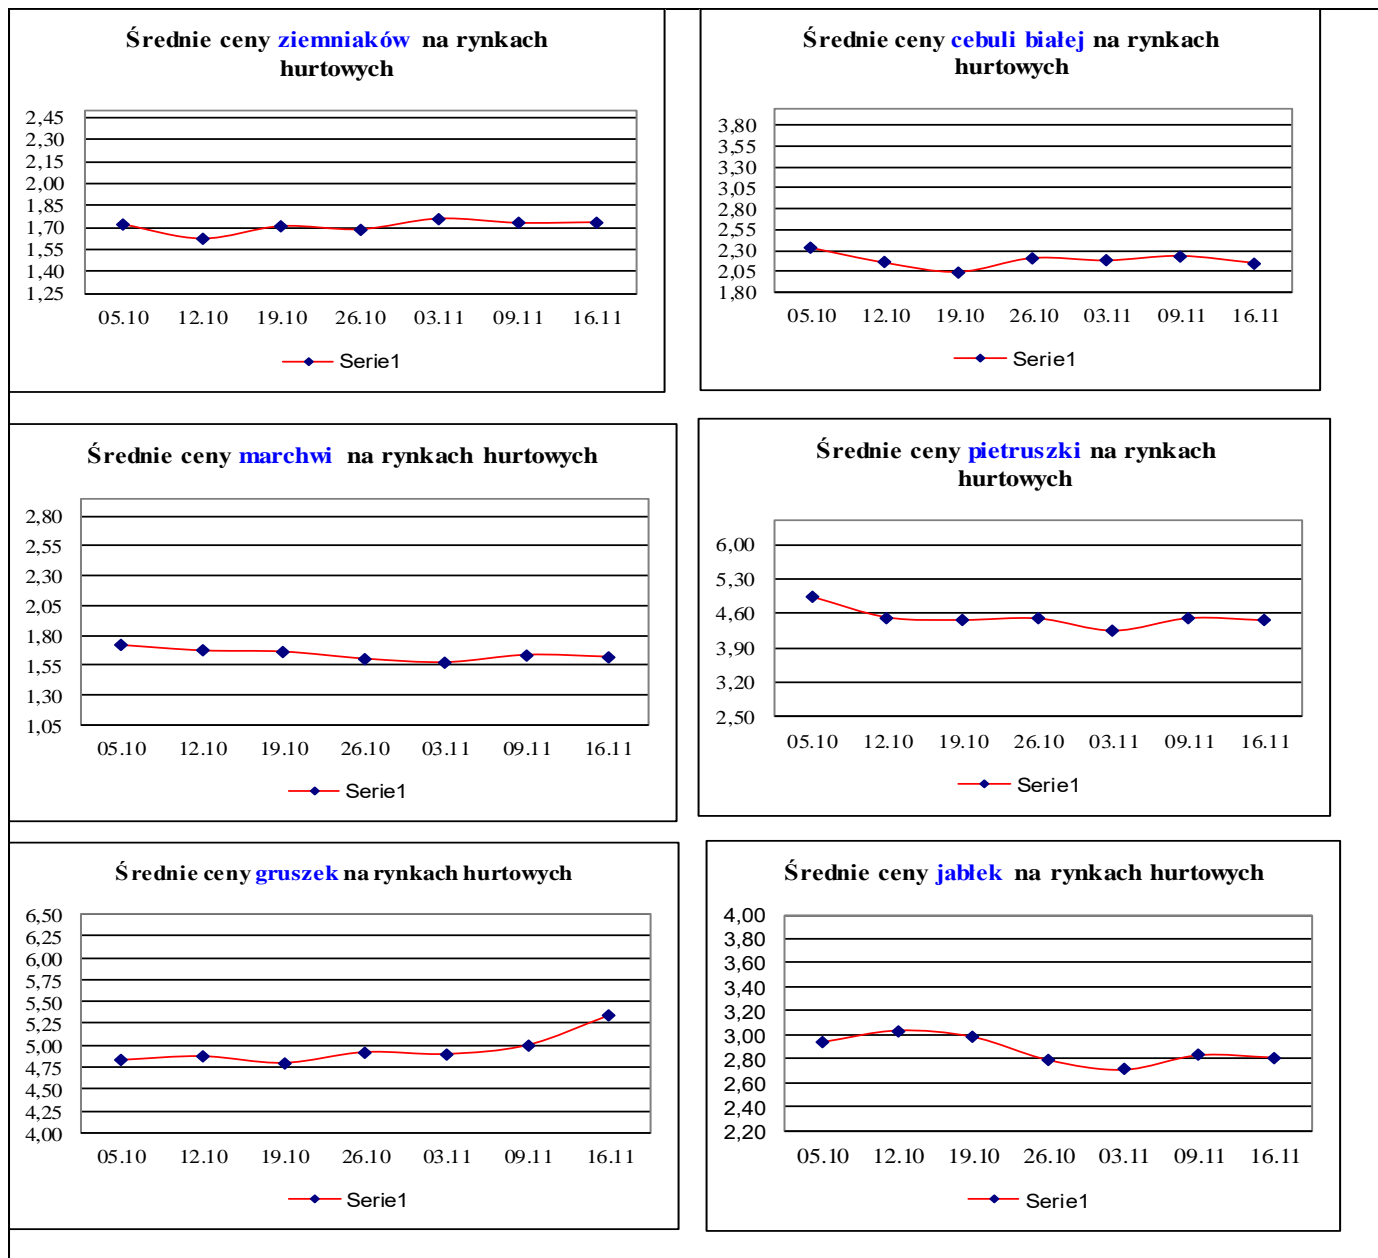 Średnie ceny ziemniaków na rynkach
hurtowych
2,45
2,30
2,15
2,00
1,85
1,70
1,55
1,40
1,25
05.10 12.10 19.10 26.10 03.11 09.11 16.11
Serie1
Średnie ceny cebuli białej na rynkach
hurtowych
3,80
3,55
3,30
3,05
2,80
2,55
2,30
2,05
1,80
05.10 12.10 19.10 26.10 03.11 09.11 16.11
Serie1
Średnie ceny marchwi na rynkach hurtowych
2,80
2,55
2,30
2,05
1,80
1,55
1,30
1,05
05.10 12.10 19.10 26.10 03.11 09.11 16.11
Serie1
Średnie ceny pietruszki na rynkach
hurtowych
6,00
5,30
4,60
3,90
3,20
2,50
05.10 12.10 19.10 26.10 03.11 09.11 16.11
Serie1
Średnie ceny gruszek na rynkach hurtowych
6,50
6,25
6,00
5,75
5,50
5,25
5,00
4,75
4,50
4,25
4,00
05.10 12.10 19.10 26.10 03.11 09.11 16.11
Serie1
Średnie ceny jabłek na rynkach hurtowych
4,00
3,80
3,60
3,40
3,20
3,00
2,80
2,60
2,40
2,20
05.10 12.10 19.10 26.10 03.11 09.11 16.11
Serie1